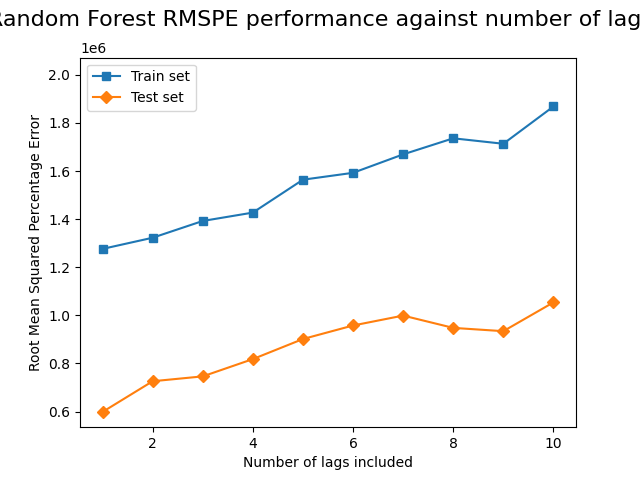 Random Forest RMSPE performance against number of lag
1e6
Train set
Test set
Root Mean Squared Percentage Error
2.0
1.8
1.6
1.4
1.2
1.0
0.8
0.6
2 4 6 8 10
Number of lags included